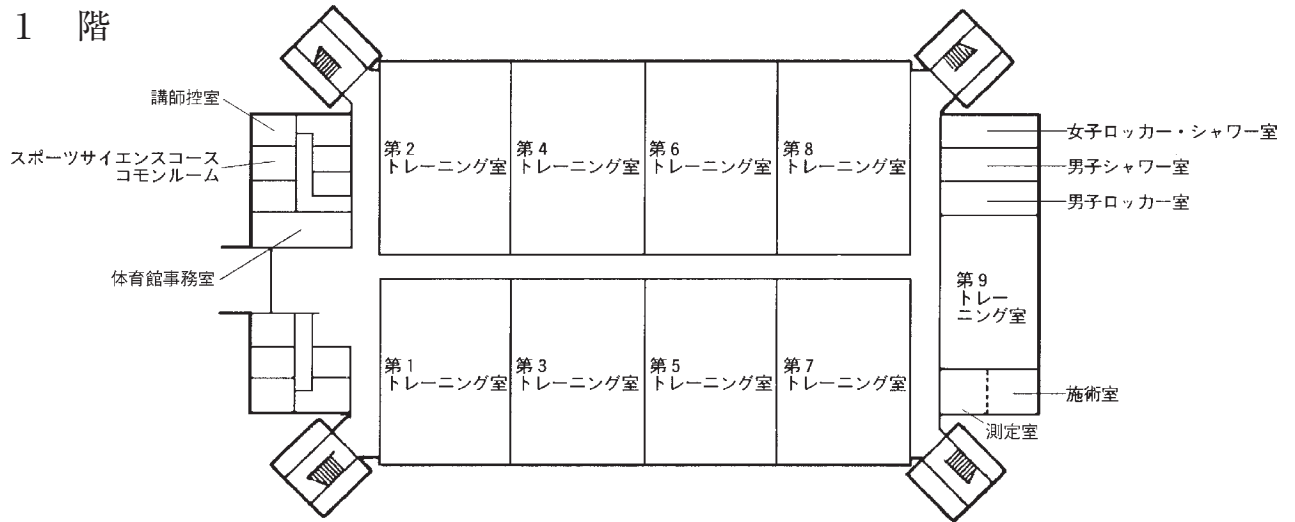 1 階
講師控室
スポーツサイエンスコース
コモンルーム
体育館事務室
第2
トレーニング室
第4
トレーニング室
第6
トレーニング室
第8
トレーニング室
女子ロッカー・シャワー室
男子シャワー室
男子ロッカー室
第9
トレー
ニング室
第1
トレーニング室
第3
トレーニング室
第5
トレーニング室
第7
トレーニング室
施術室
測定室